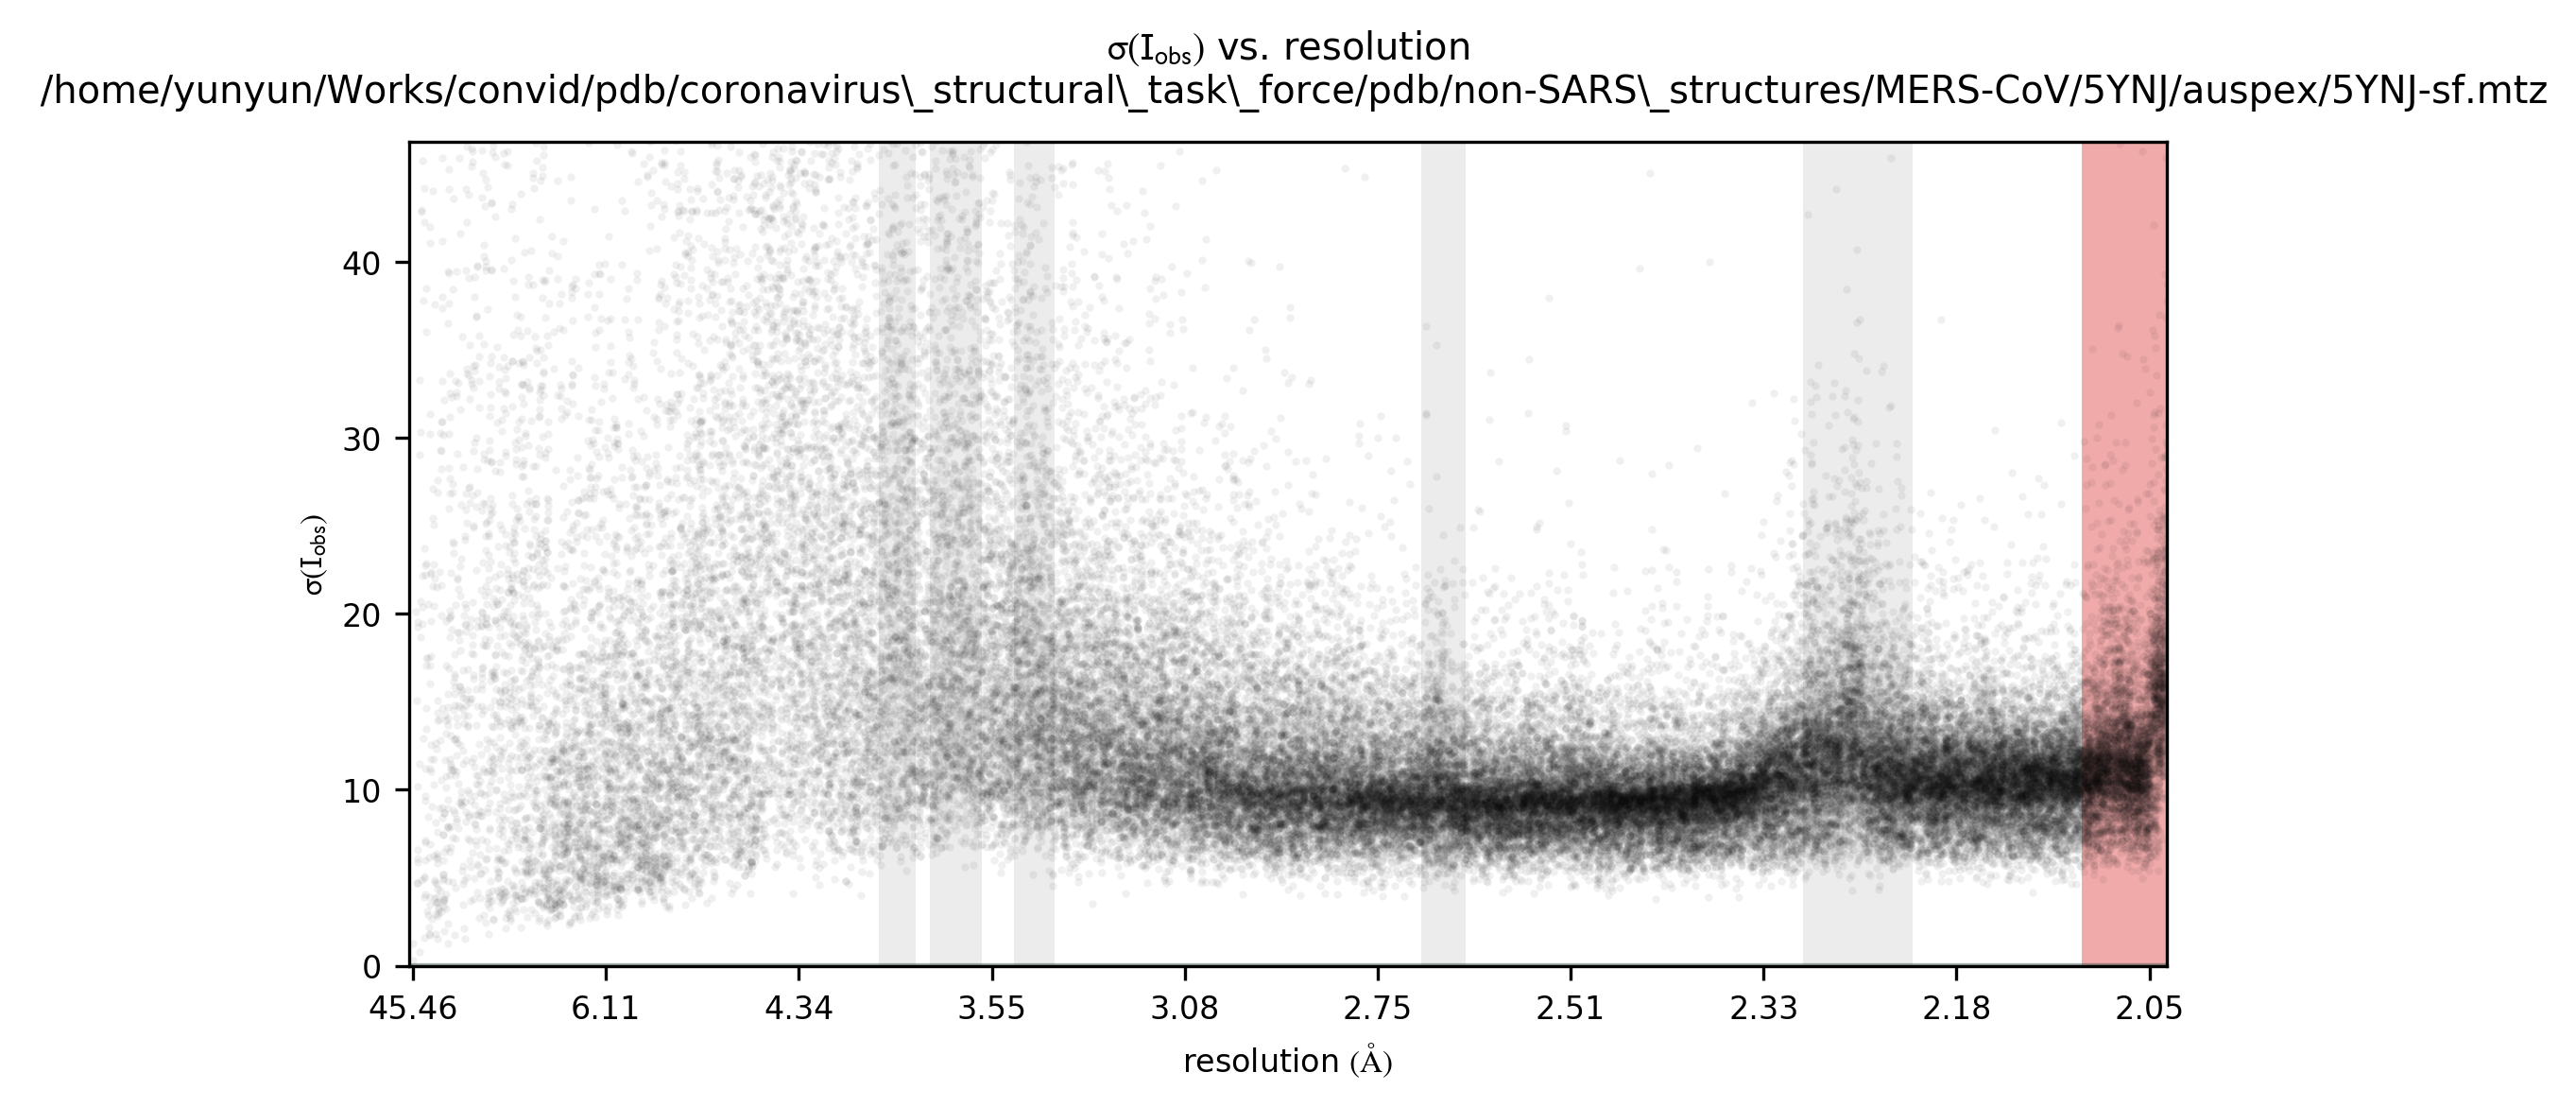 σ(I_obs) vs. resolution
/home/yunyun/Works/convid/pdb/coronavirus\_structural\_task\_force/pdb/non-SARS\_structures/MERS-CoV/5YNJ/auspex/5YNJ-sf.mtz
σ(I_obs)
40
30
20
10
0
45.46 6.11 4.34 3.55 3.08 2.75 2.51 2.33 2.18 2.05
resolution (Å)